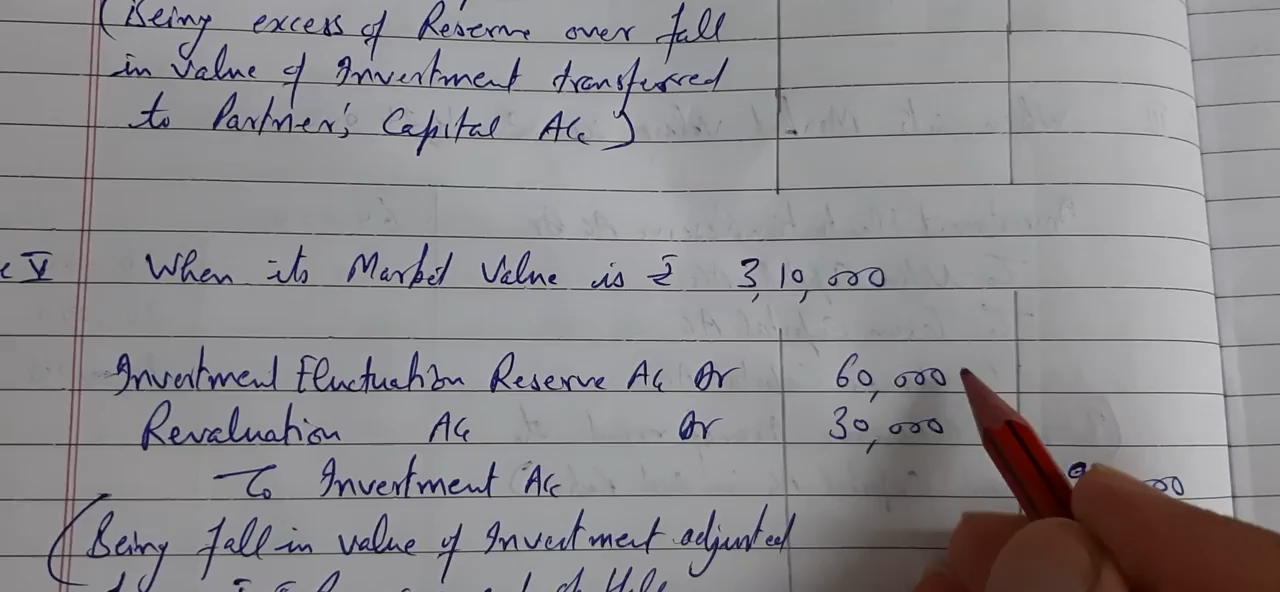 (Being excess of Reserve over fall
in value of Investment transferred
to Partner's Capital A/c)
V When its Market Value is ₹ 3,10,000
Investment Fluctuation Reserve A/c Dr 60,000
Revaluation A/c Dr 30,000
To Investment A/c
(Being fall in value of Investment adjusted